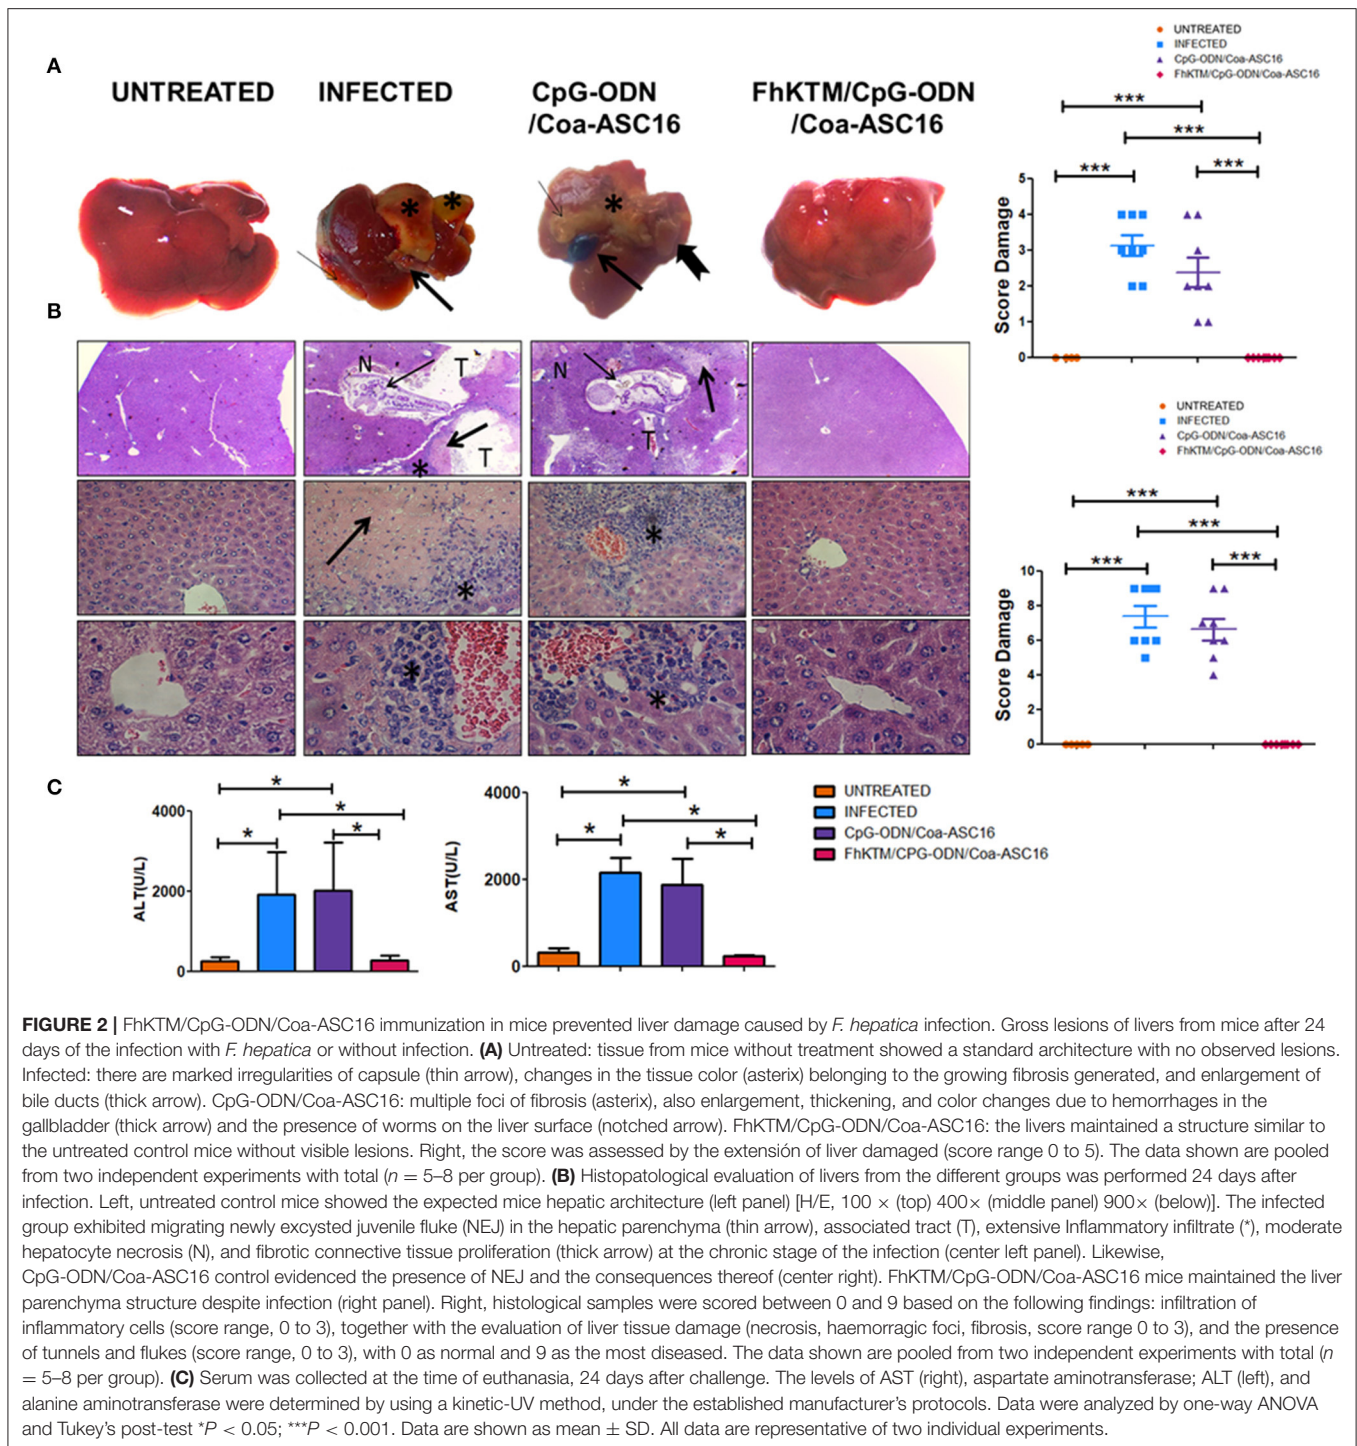 A
UNTREATED
INFECTED
CpG-ODN
/Coa-ASC16
FhKTM/CpG-ODN
/Coa-ASC16
*
*
*
UNTREATED
INFECTED
CpG-ODN/Coa-ASC16
FhKTM/CpG-ODN/Coa-ASC16
***
***
***
***
Score Damage
5
4
3
2
1
0
B
N
T
T
*
N
T
*
*
*
*
UNTREATED
INFECTED
CpG-ODN/Coa-ASC16
FhKTM/CpG-ODN/Coa-ASC16
***
***
***
***
Score Damage
10
8
6
4
2
0
C
*
*
*
*
ALT(U/L)
4000
2000
0
*
*
*
*
AST(U/L)
4000
2000
0
UNTREATED
INFECTED
CpG-ODN/Coa-ASC16
FhKTM/CPG-ODN/Coa-ASC16
FIGURE 2 | FhKTM/CpG-ODN/Coa-ASC16 immunization in mice prevented liver damage caused by F. hepatica infection. Gross lesions of livers from mice after 24
days of the infection with F. hepatica or without infection. (A) Untreated: tissue from mice without treatment showed a standard architecture with no observed lesions.
Infected: there are marked irregularities of capsule (thin arrow), changes in the tissue color (asterix) belonging to the growing fibrosis generated, and enlargement of
bile ducts (thick arrow). CpG-ODN/Coa-ASC16: multiple foci of fibrosis (asterix), also enlargement, thickening, and color changes due to hemorrhages in the
gallbladder (thick arrow) and the presence of worms on the liver surface (notched arrow). FhKTM/CpG-ODN/Coa-ASC16: the livers maintained a structure similar to
the untreated control mice without visible lesions. Right, the score was assessed by the extensión of liver damaged (score range 0 to 5). The data shown are pooled
from two independent experiments with total (n = 5–8 per group). (B) Histopatological evaluation of livers from the different groups was performed 24 days after
infection. Left, untreated control mice showed the expected mice hepatic architecture (left panel) [H/E, 100 × (top) 400× (middle panel) 900× (below)]. The infected
group exhibited migrating newly excysted juvenile fluke (NEJ) in the hepatic parenchyma (thin arrow), associated tract (T), extensive Inflammatory infiltrate (*), moderate
hepatocyte necrosis (N), and fibrotic connective tissue proliferation (thick arrow) at the chronic stage of the infection (center left panel). Likewise,
CpG-ODN/Coa-ASC16 control evidenced the presence of NEJ and the consequences thereof (center right). FhKTM/CpG-ODN/Coa-ASC16 mice maintained the liver
parenchyma structure despite infection (right panel). Right, histological samples were scored between 0 and 9 based on the following findings: infiltration of
inflammatory cells (score range, 0 to 3), together with the evaluation of liver tissue damage (necrosis, haemorragic foci, fibrosis, score range 0 to 3), and the presence
of tunnels and flukes (score range, 0 to 3), with 0 as normal and 9 as the most diseased. The data shown are pooled from two independent experiments with total (n
= 5–8 per group). (C) Serum was collected at the time of euthanasia, 24 days after challenge. The levels of AST (right), aspartate aminotransferase; ALT (left), and
alanine aminotransferase were determined by using a kinetic-UV method, under the established manufacturer's protocols. Data were analyzed by one-way ANOVA
and Tukey's post-test *P < 0.05; ***P < 0.001. Data are shown as mean ± SD. All data are representative of two individual experiments.